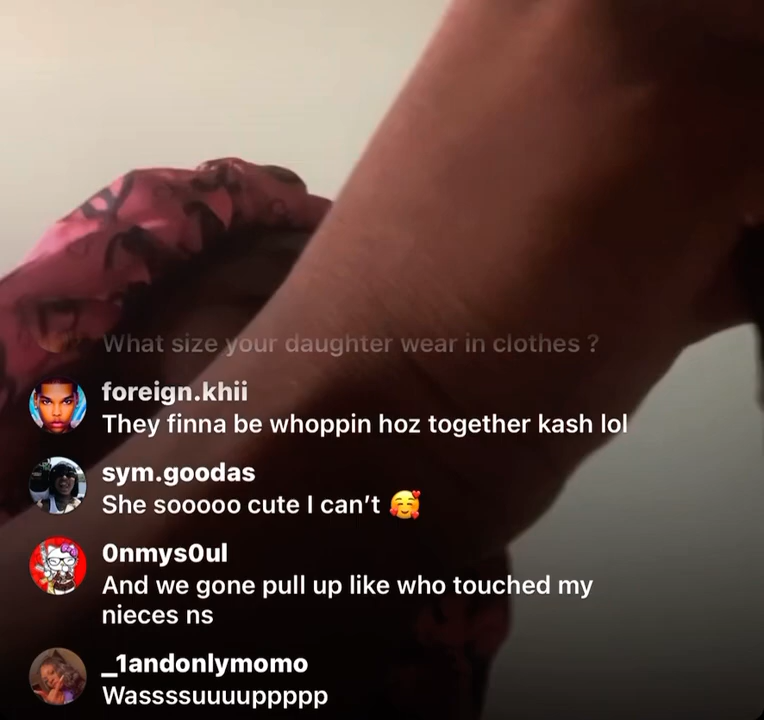 What size your daughter wear in clothes ?
foreign.khii
They finna be whoppin hoz together kash lol
sym.goodas
She sooooo cute I can't 🥰
0nmys0ul
And we gone pull up like who touched my
nieces ns
_1andonlymomo
Wassssuuuuppppp